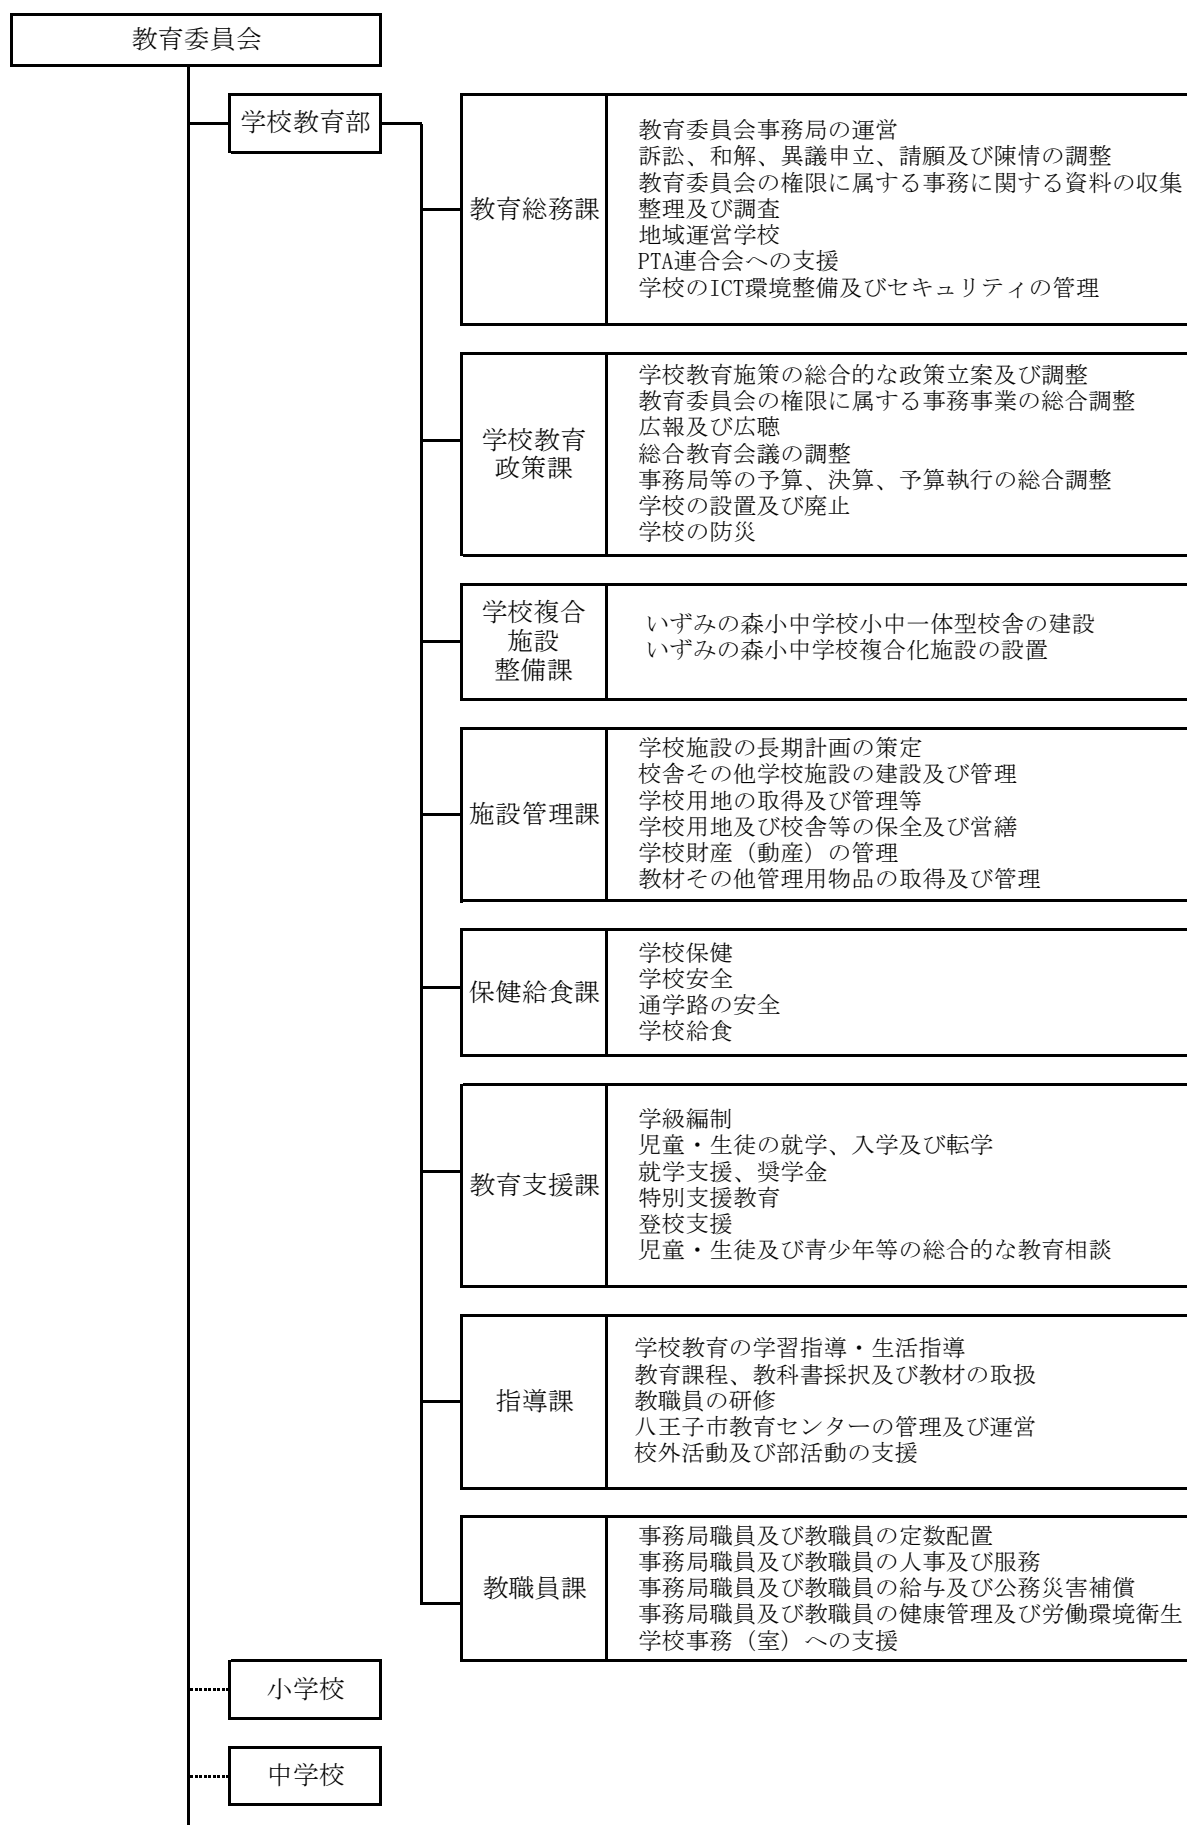 教育委員会
学校教育部
教育総務課
教育委員会事務局の運営
訴訟、和解、異議申立、請願及び陳情の調整
教育委員会の権限に属する事務に関する資料の収集
整理及び調査
地域運営学校
PTA連合会への支援
学校のICT環境整備及びセキュリティの管理
学校教育
政策課
学校教育施策の総合的な政策立案及び調整
教育委員会の権限に属する事務事業の総合調整
広報及び広聴
総合教育会議の調整
事務局等の予算、決算、予算執行の総合調整
学校の設置及び廃止
学校の防災
学校複合
施設
整備課
いずみの森小中学校小中一体型校舎の建設
いずみの森小中学校複合化施設の設置
施設管理課
学校施設の長期計画の策定
校舎その他学校施設の建設及び管理
学校用地の取得及び管理等
学校用地及び校舎等の保全及び営繕
学校財産（動産）の管理
教材その他管理用物品の取得及び管理
保健給食課
学校保健
学校安全
通学路の安全
学校給食
教育支援課
学級編制
児童・生徒の就学、入学及び転学
就学支援、奨学金
特別支援教育
登校支援
児童・生徒及び青少年等の総合的な教育相談
指導課
学校教育の学習指導・生活指導
教育課程、教科書採択及び教材の取扱
教職員の研修
八王子市教育センターの管理及び運営
校外活動及び部活動の支援
教職員課
事務局職員及び教職員の定数配置
事務局職員及び教職員の人事及び服務
事務局職員及び教職員の給与及び公務災害補償
事務局職員及び教職員の健康管理及び労働環境衛生
学校事務（室）への支援
小学校
中学校